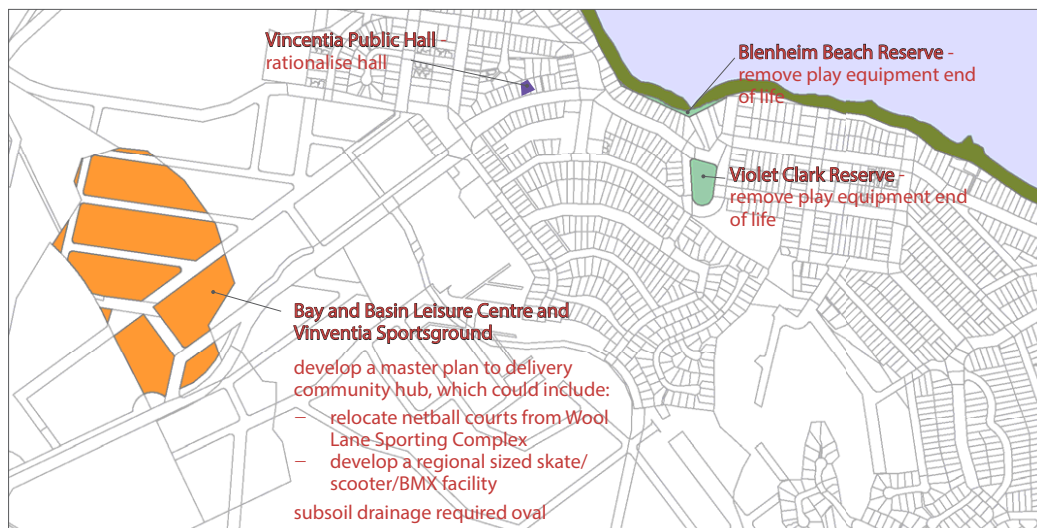 Vincentia Public Hall -
rationalise hall
Blenheim Beach Reserve -
remove play equipment end
of life
Violet Clark Reserve -
remove play equipment end
of life
Bay and Basin Leisure Centre and
Vinventia Sportsground
develop a master plan to delivery
community hub, which could include:
– relocate netball courts from Wool
Lane Sporting Complex
– develop a regional sized skate/
scooter/BMX facility
subsoil drainage required oval